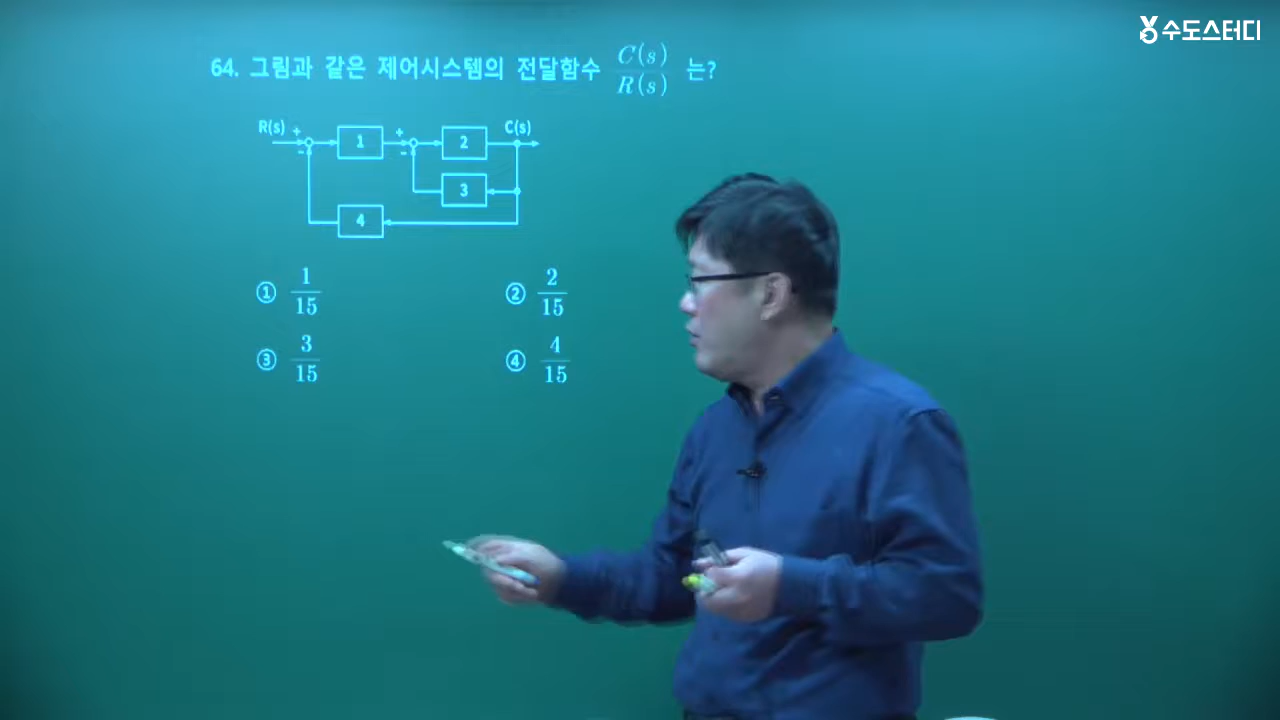 수도스터디
64. 그림과 같은 제어시스템의 전달함수 C(s)/R(s) 는?
R(s) + - 1 + - 2 C(s)
3
4
① 1/15 ② 2/15
③ 3/15 ④ 4/15